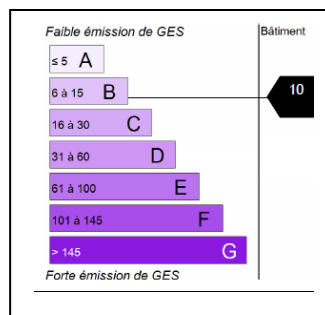 Faible émission de GES
Bâtiment
≤ 5 A
6 à 15 B
10
16 à 30 C
31 à 60 D
61 à 100 E
101 à 145 F
> 145 G
Forte émission de GES